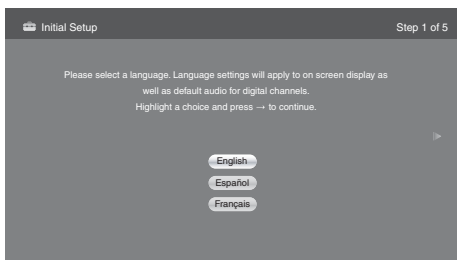 Initial Setup
Step 1 of 5
Please select a language. Language settings will apply to on screen display as
well as default audio for digital channels.
Highlight a choice and press → to continue.
English
Español
Français